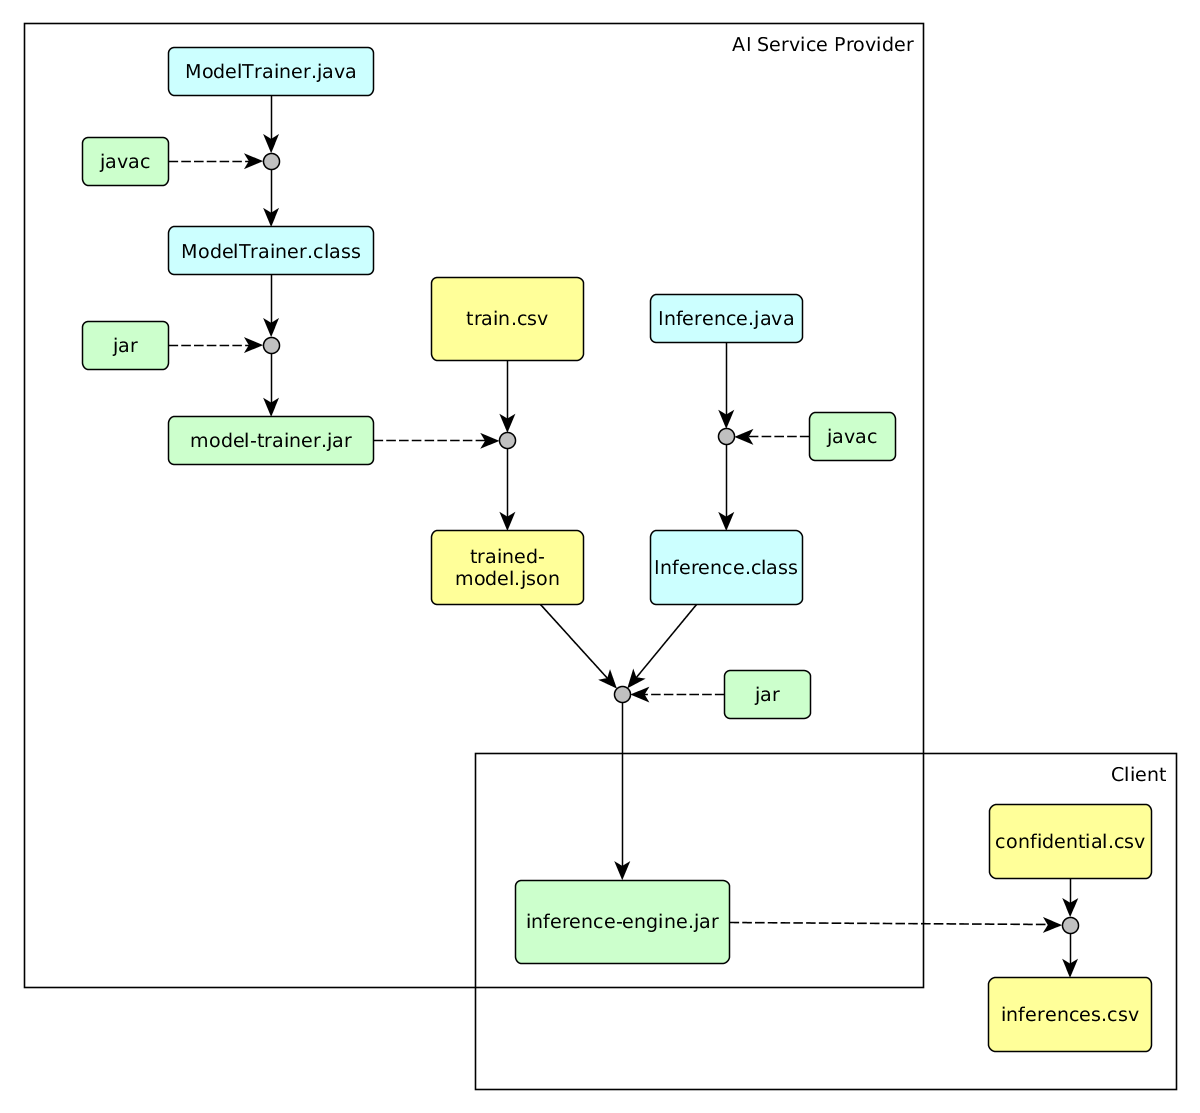 AI Service Provider
ModelTrainer.java
javac
ModelTrainer.class
train.csv
Inference.java
jar
model-trainer.jar
javac
trained-
model.json
Inference.class
jar
Client
confidential.csv
inference-engine.jar
inferences.csv